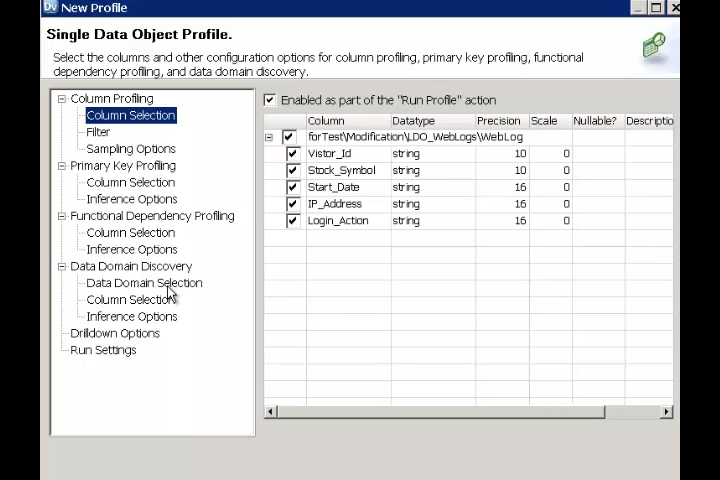 Dv New Profile
Single Data Object Profile.
Select the columns and other configuration options for column profiling, primary key profiling, functional
dependency profiling, and data domain discovery.
Column Profiling
Column Selection
Filter
Sampling Options
Primary Key Profiling
Column Selection
Inference Options
Functional Dependency Profiling
Column Selection
Inference Options
Data Domain Discovery
Data Domain Selection
Column Selection
Inference Options
Drilldown Options
Run Settings
Enabled as part of the "Run Profile" action
Column Datatype Precision Scale Nullable? Descriptio
forTest\Modification\LDO_WebLogs\WebLog
Vistor_Id string 10 0
Stock_Symbol string 10 0
Start_Date string 16 0
IP_Address string 16 0
Login_Action string 16 0